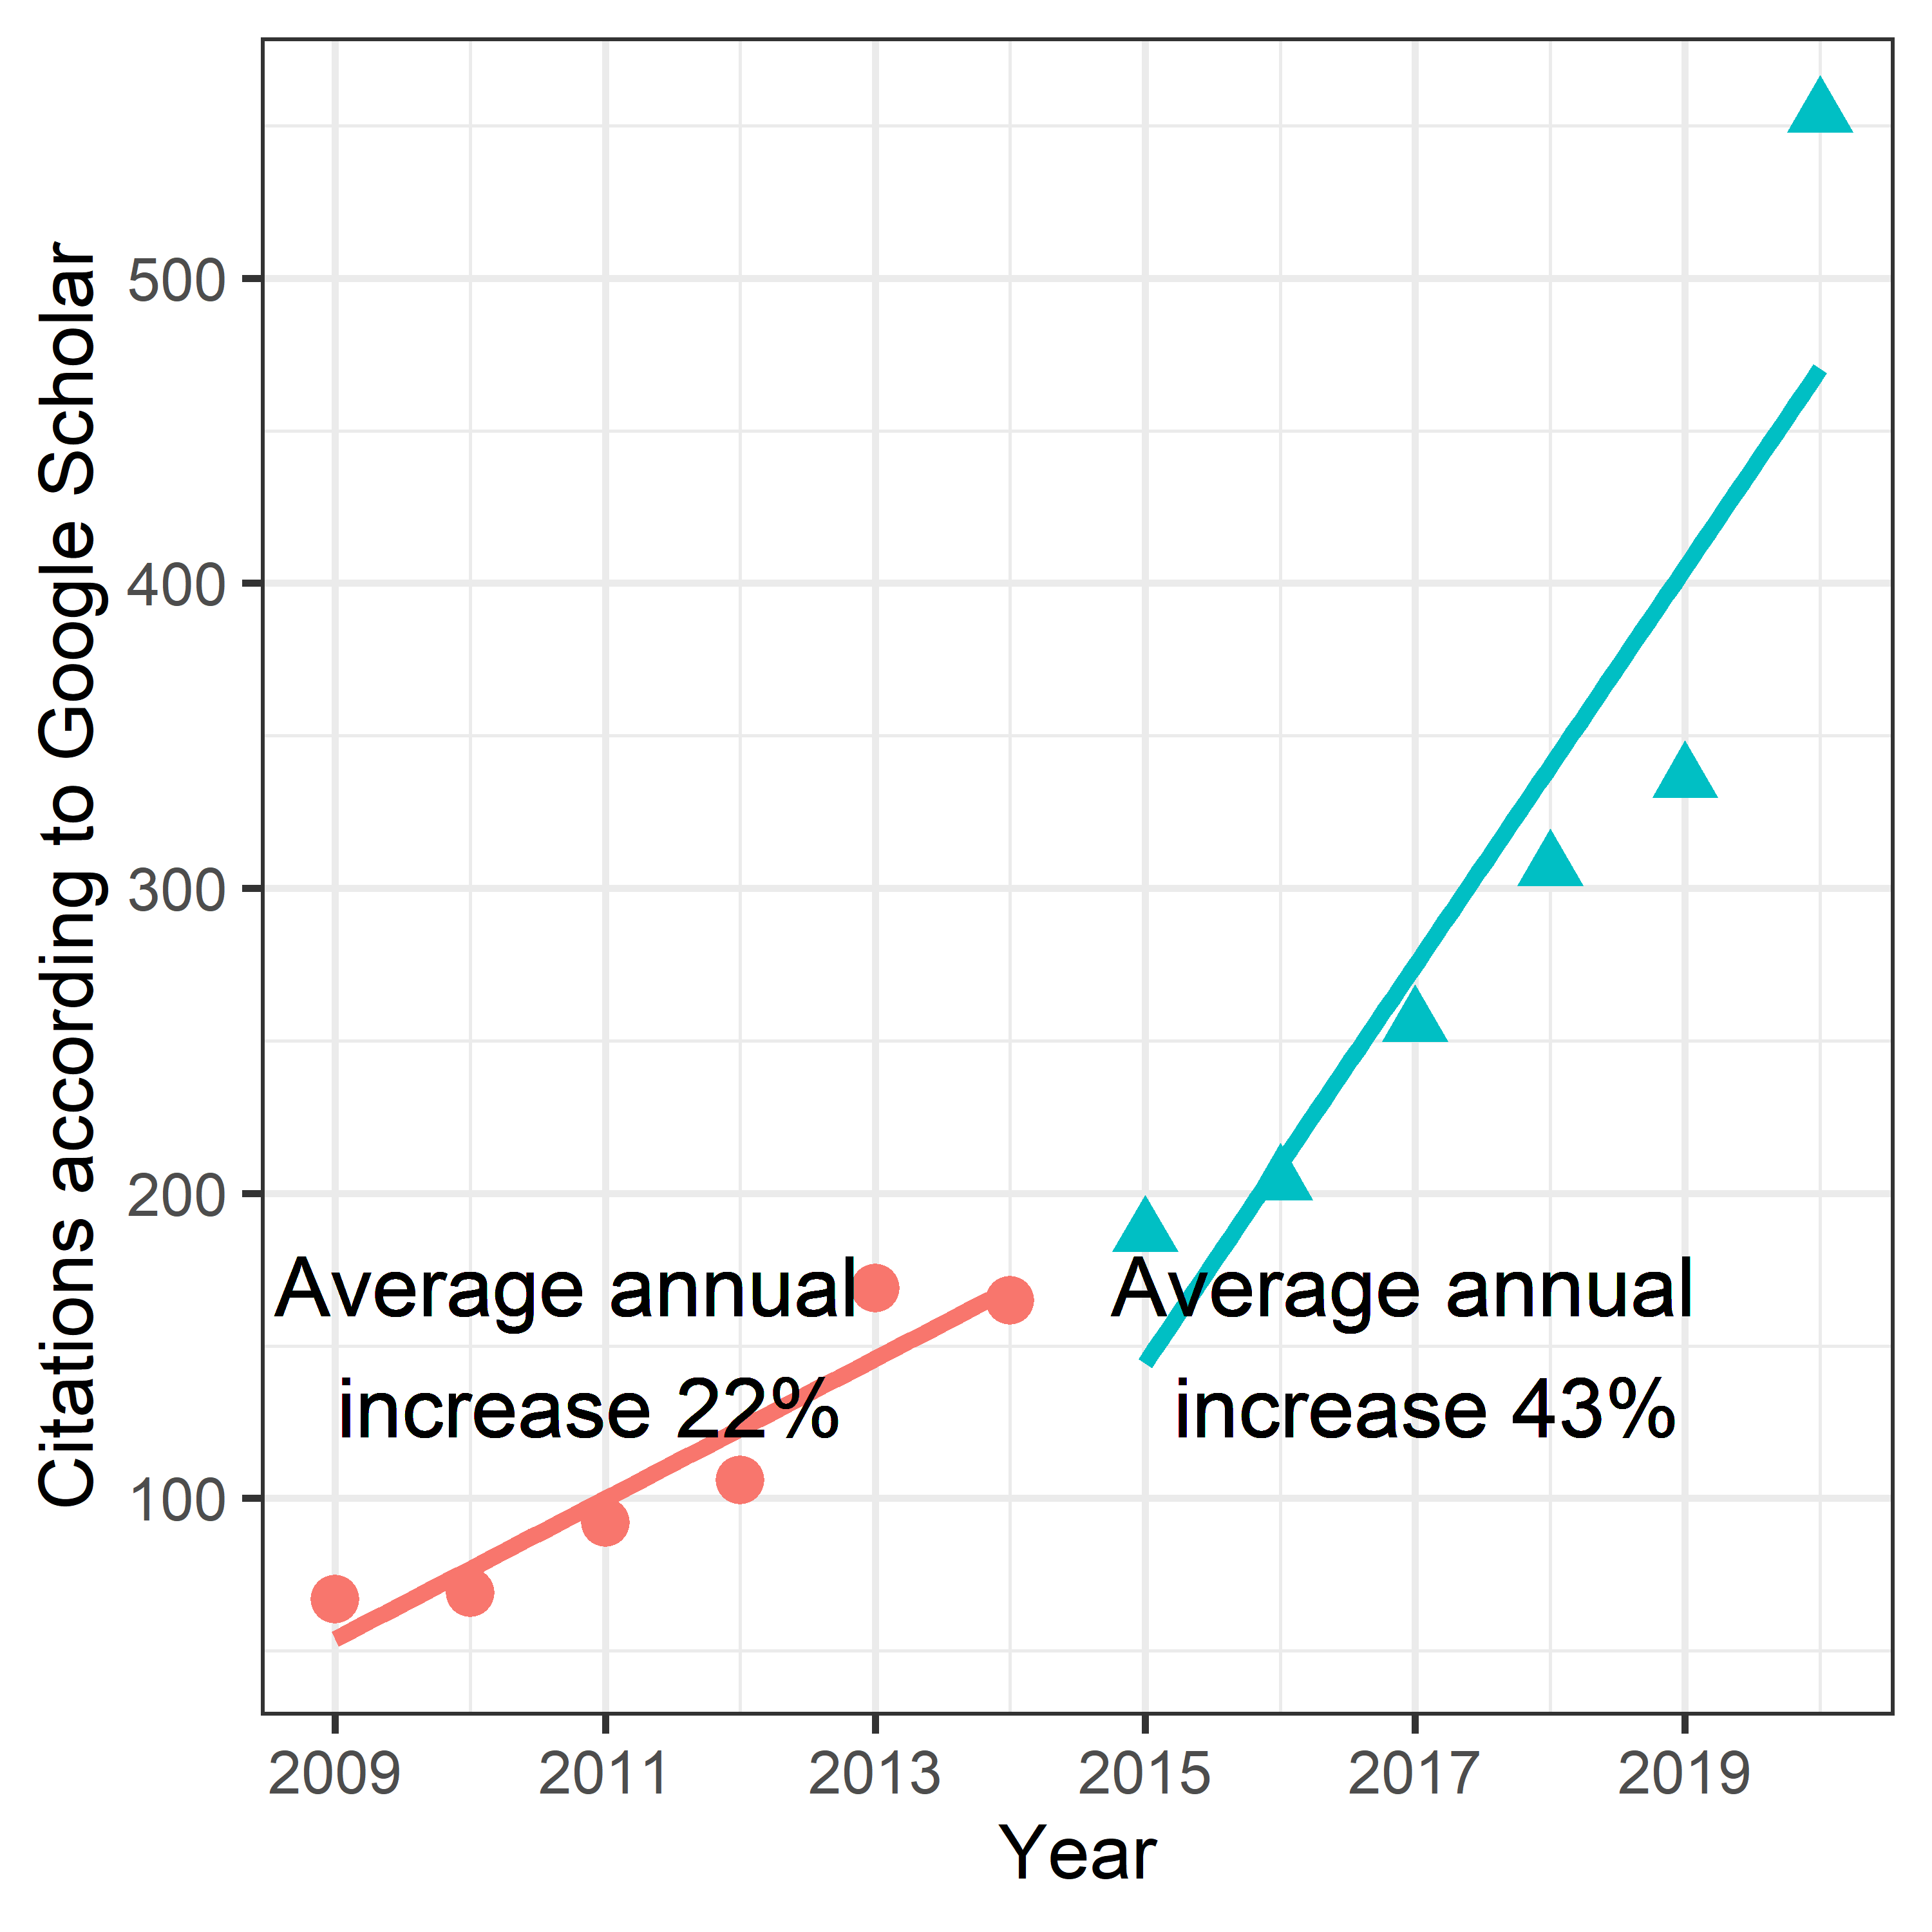 Citations according to Google Scholar
500
400
300
200
100
Average annual
increase 22%
Average annual
increase 43%
2009
2011
2013
2015
2017
2019
Year